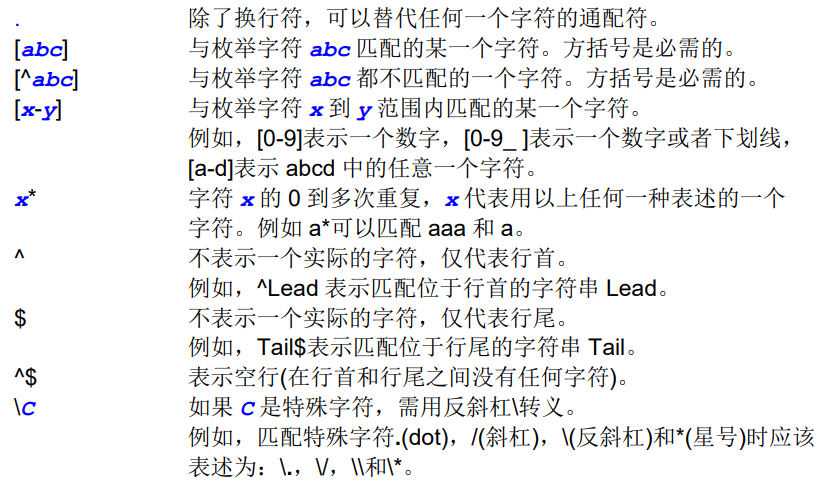 . 除了换行符，可以替代任何一个字符的通配符。
[abc] 与枚举字符 abc 匹配的某一个字符。方括号是必需的。
[^abc] 与枚举字符 abc 都不匹配的一个字符。方括号是必需的。
[x-y] 与枚举字符 x 到 y 范围内匹配的某一个字符。
例如，[0-9]表示一个数字，[0-9_ ]表示一个数字或者下划线，
[a-d]表示 abcd 中的任意一个字符。
x* 字符 x 的 0 到多次重复，x 代表用以上任何一种表述的一个
字符。例如 a*可以匹配 aaa 和 a。
^ 不表示一个实际的字符，仅代表行首。
例如，^Lead 表示匹配位于行首的字符串 Lead。
$ 不表示一个实际的字符，仅代表行尾。
例如，Tail$表示匹配位于行尾的字符串 Tail。
^$ 表示空行(在行首和行尾之间没有任何字符)。
\C 如果 C 是特殊字符，需用反斜杠\转义。
例如，匹配特殊字符.(dot)，/(斜杠)，\(反斜杠)和*(星号)时应该
表述为：\.，\/，\\和\*。